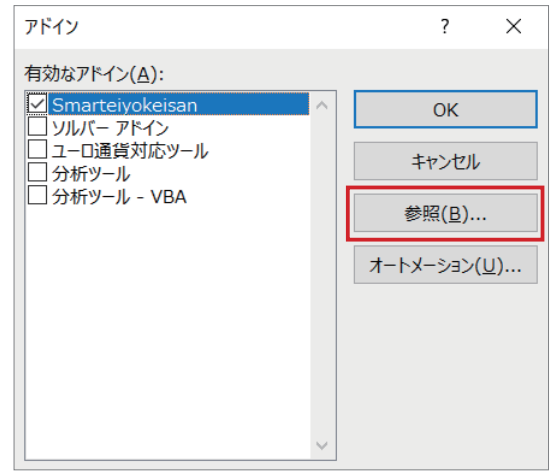 アドイン ? ×
有効なアドイン(A):
Smarteiyokeisan
ソルバー アドイン
ユーロ通貨対応ツール
分析ツール
分析ツール - VBA
OK
キャンセル
参照(B)...
オートメーション(U)...